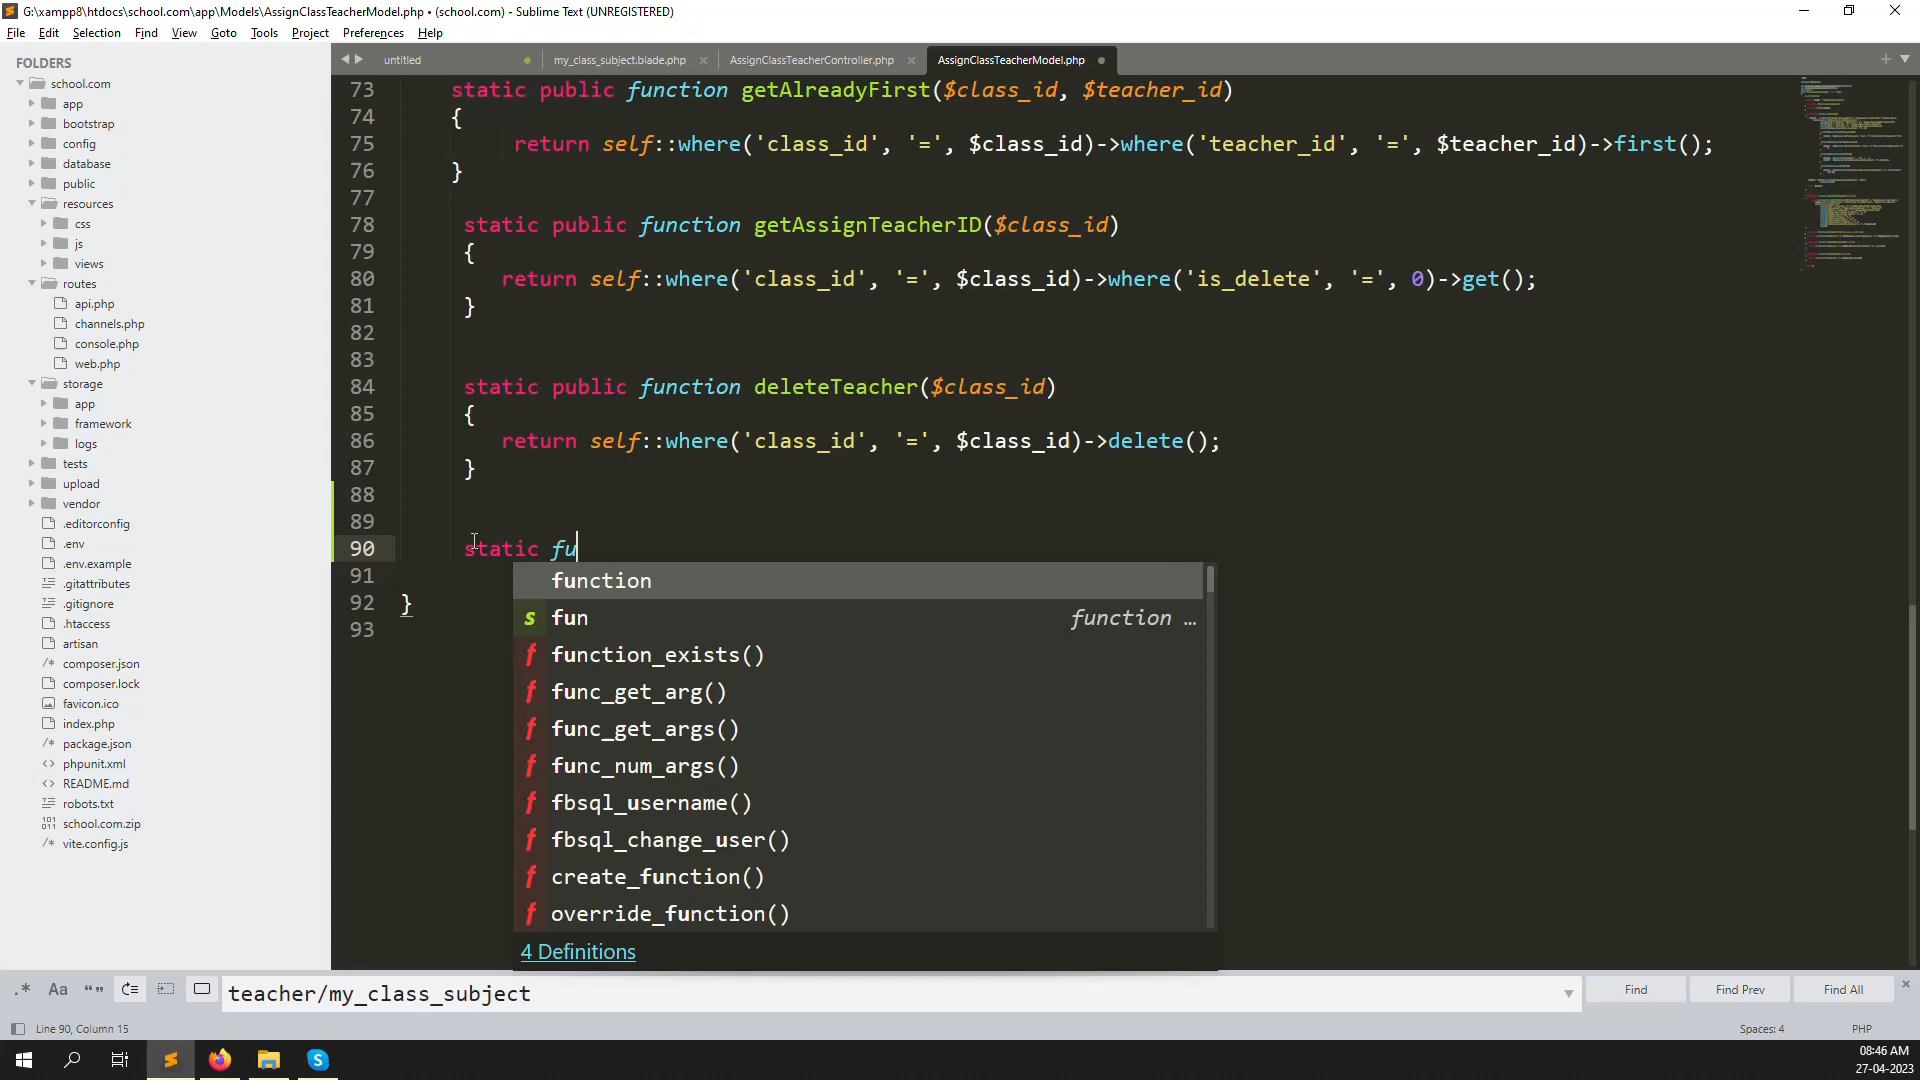 G:\xampp8\htdocs\school.com\app\Models\AssignClassTeacherModel.php • (school.com) - Sublime Text (UNREGISTERED)
File Edit Selection Find View Goto Tools Project Preferences Help
FOLDERS
school.com
app
bootstrap
config
database
public
resources
css
js
views
routes
api.php
channels.php
console.php
web.php
storage
app
framework
logs
tests
upload
vendor
.editorconfig
.env
.env.example
.gitattributes
.gitignore
.htaccess
artisan
composer.json
composer.lock
favicon.ico
index.php
package.json
phpunit.xml
README.md
robots.txt
school.com.zip
vite.config.js
untitled my_class_subject.blade.php AssignClassTeacherController.php AssignClassTeacherModel.php
73 static public function getAlreadyFirst($class_id, $teacher_id)
74 {
75 return self::where('class_id', '=', $class_id)->where('teacher_id', '=', $teacher_id)->first();
76 }
77
78 static public function getAssignTeacherID($class_id)
79 {
80 return self::where('class_id', '=', $class_id)->where('is_delete', '=', 0)->get();
81 }
82
83
84 static public function deleteTeacher($class_id)
85 {
86 return self::where('class_id', '=', $class_id)->delete();
87 }
88
89
90 static fu
91
92 }
93
function
s fun function …
f function_exists()
f func_get_arg()
f func_get_args()
f func_num_args()
f fbsql_username()
f fbsql_change_user()
f create_function()
f override_function()
4 Definitions
.* Aa “” teacher/my_class_subject Find Find Prev Find All
Line 90, Column 15 Spaces: 4 PHP
08:46 AM
27-04-2023